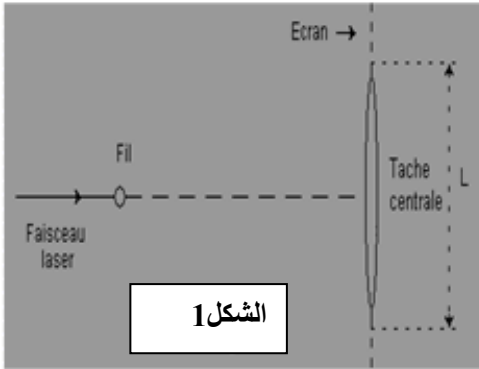 Ecran →
Fil
Tache
centrale
L
Faisceau
laser
الشكل1